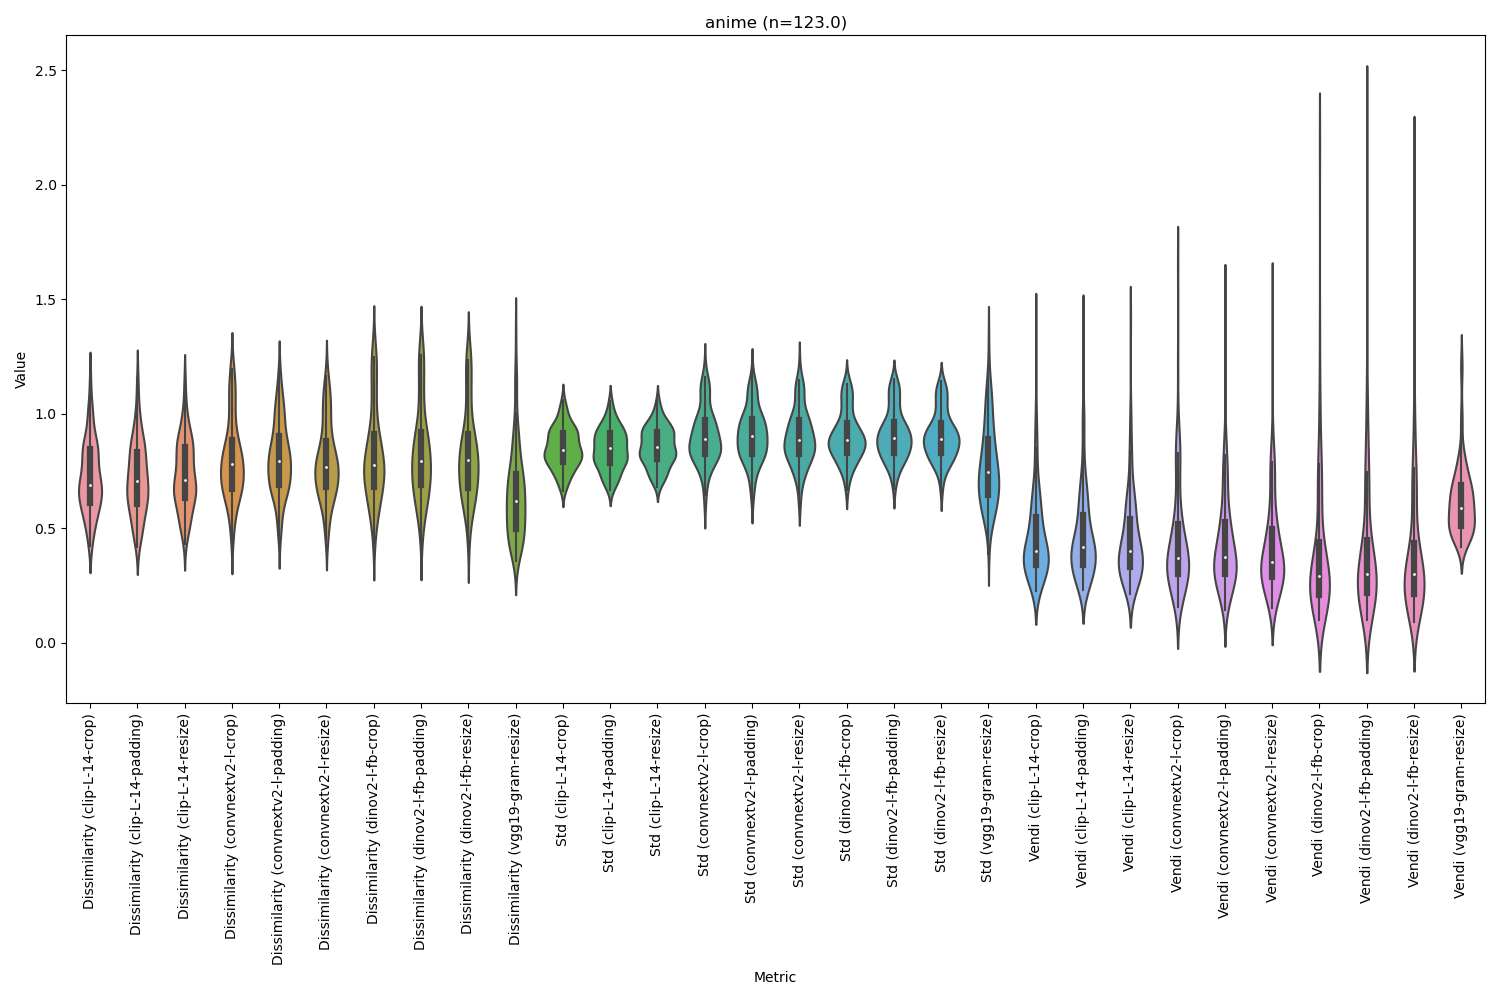 anime (n=123.0)
Value
2.5
2.0
1.5
1.0
0.5
0.0
Dissimilarity (clip-L-14-crop)
Dissimilarity (clip-L-14-padding)
Dissimilarity (clip-L-14-resize)
Dissimilarity (convnextv2-l-crop)
Dissimilarity (convnextv2-l-padding)
Dissimilarity (convnextv2-l-resize)
Dissimilarity (dinov2-l-fb-crop)
Dissimilarity (dinov2-l-fb-padding)
Dissimilarity (dinov2-l-fb-resize)
Dissimilarity (vgg19-gram-resize)
Std (clip-L-14-crop)
Std (clip-L-14-padding)
Std (clip-L-14-resize)
Std (convnextv2-l-crop)
Std (convnextv2-l-padding)
Std (convnextv2-l-resize)
Std (dinov2-l-fb-crop)
Std (dinov2-l-fb-padding)
Std (dinov2-l-fb-resize)
Std (vgg19-gram-resize)
Vendi (clip-L-14-crop)
Vendi (clip-L-14-padding)
Vendi (clip-L-14-resize)
Vendi (convnextv2-l-crop)
Vendi (convnextv2-l-padding)
Vendi (convnextv2-l-resize)
Vendi (dinov2-l-fb-crop)
Vendi (dinov2-l-fb-padding)
Vendi (dinov2-l-fb-resize)
Vendi (vgg19-gram-resize)
Metric